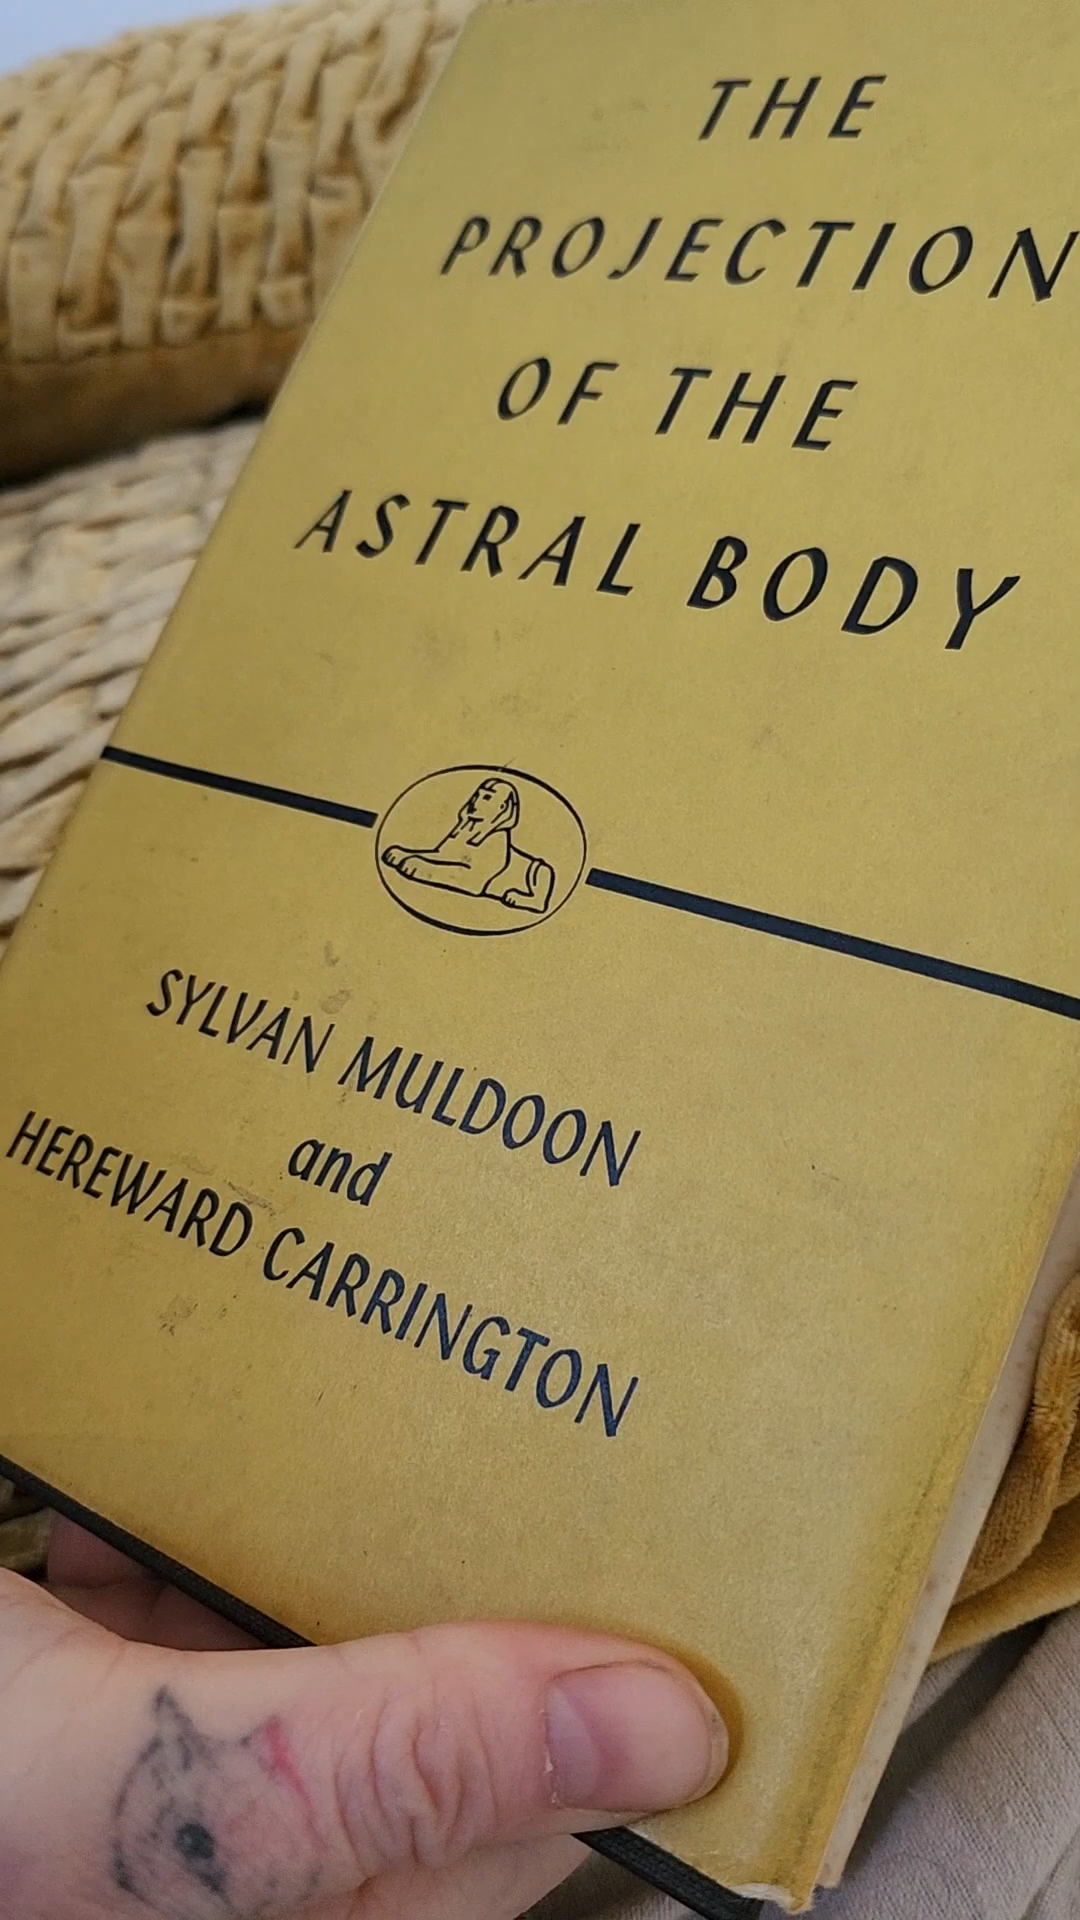 THE
PROJECTION
OF THE
ASTRAL BODY
SYLVAN MULDOON
and
HEREWARD CARRINGTON